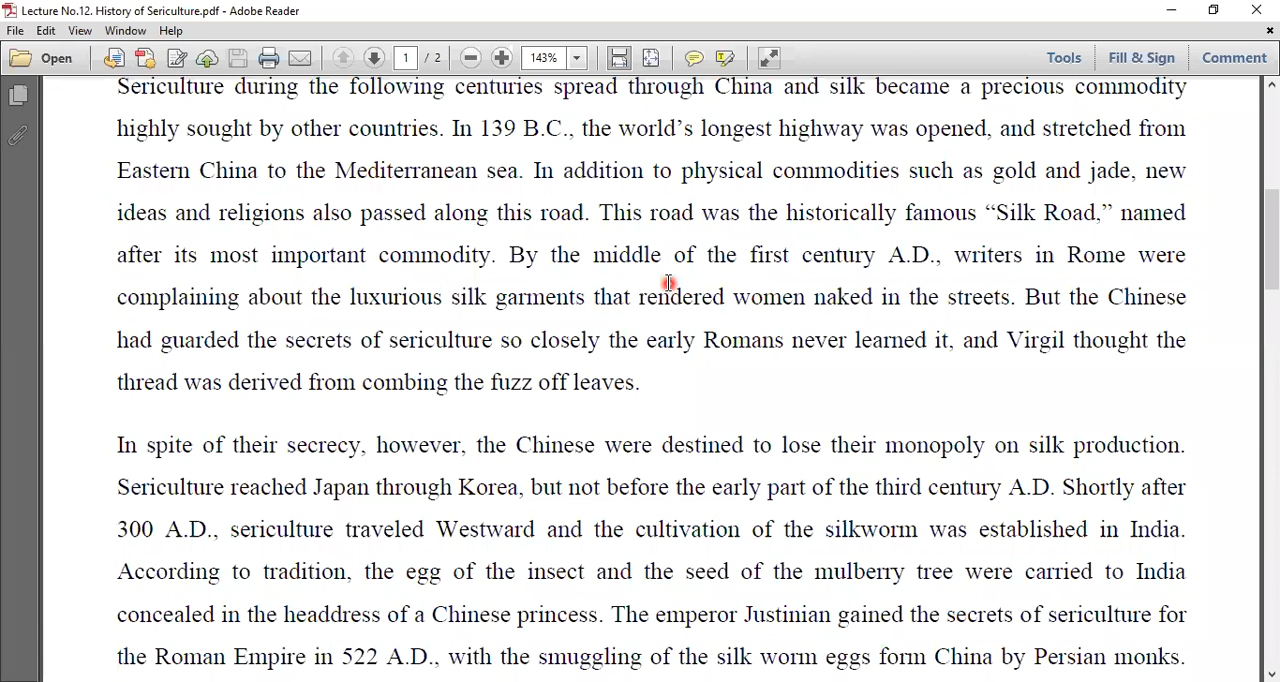 Lecture No.12. History of Sericulture.pdf - Adobe Reader
File Edit View Window Help
Open 1 / 2 143% Tools Fill & Sign Comment
Sericulture during the following centuries spread through China and silk became a precious commodity
highly sought by other countries. In 139 B.C., the world’s longest highway was opened, and stretched from
Eastern China to the Mediterranean sea. In addition to physical commodities such as gold and jade, new
ideas and religions also passed along this road. This road was the historically famous “Silk Road,” named
after its most important commodity. By the middle of the first century A.D., writers in Rome were
complaining about the luxurious silk garments that rendered women naked in the streets. But the Chinese
had guarded the secrets of sericulture so closely the early Romans never learned it, and Virgil thought the
thread was derived from combing the fuzz off leaves.
In spite of their secrecy, however, the Chinese were destined to lose their monopoly on silk production.
Sericulture reached Japan through Korea, but not before the early part of the third century A.D. Shortly after
300 A.D., sericulture traveled Westward and the cultivation of the silkworm was established in India.
According to tradition, the egg of the insect and the seed of the mulberry tree were carried to India
concealed in the headdress of a Chinese princess. The emperor Justinian gained the secrets of sericulture for
the Roman Empire in 522 A.D., with the smuggling of the silk worm eggs form China by Persian monks.